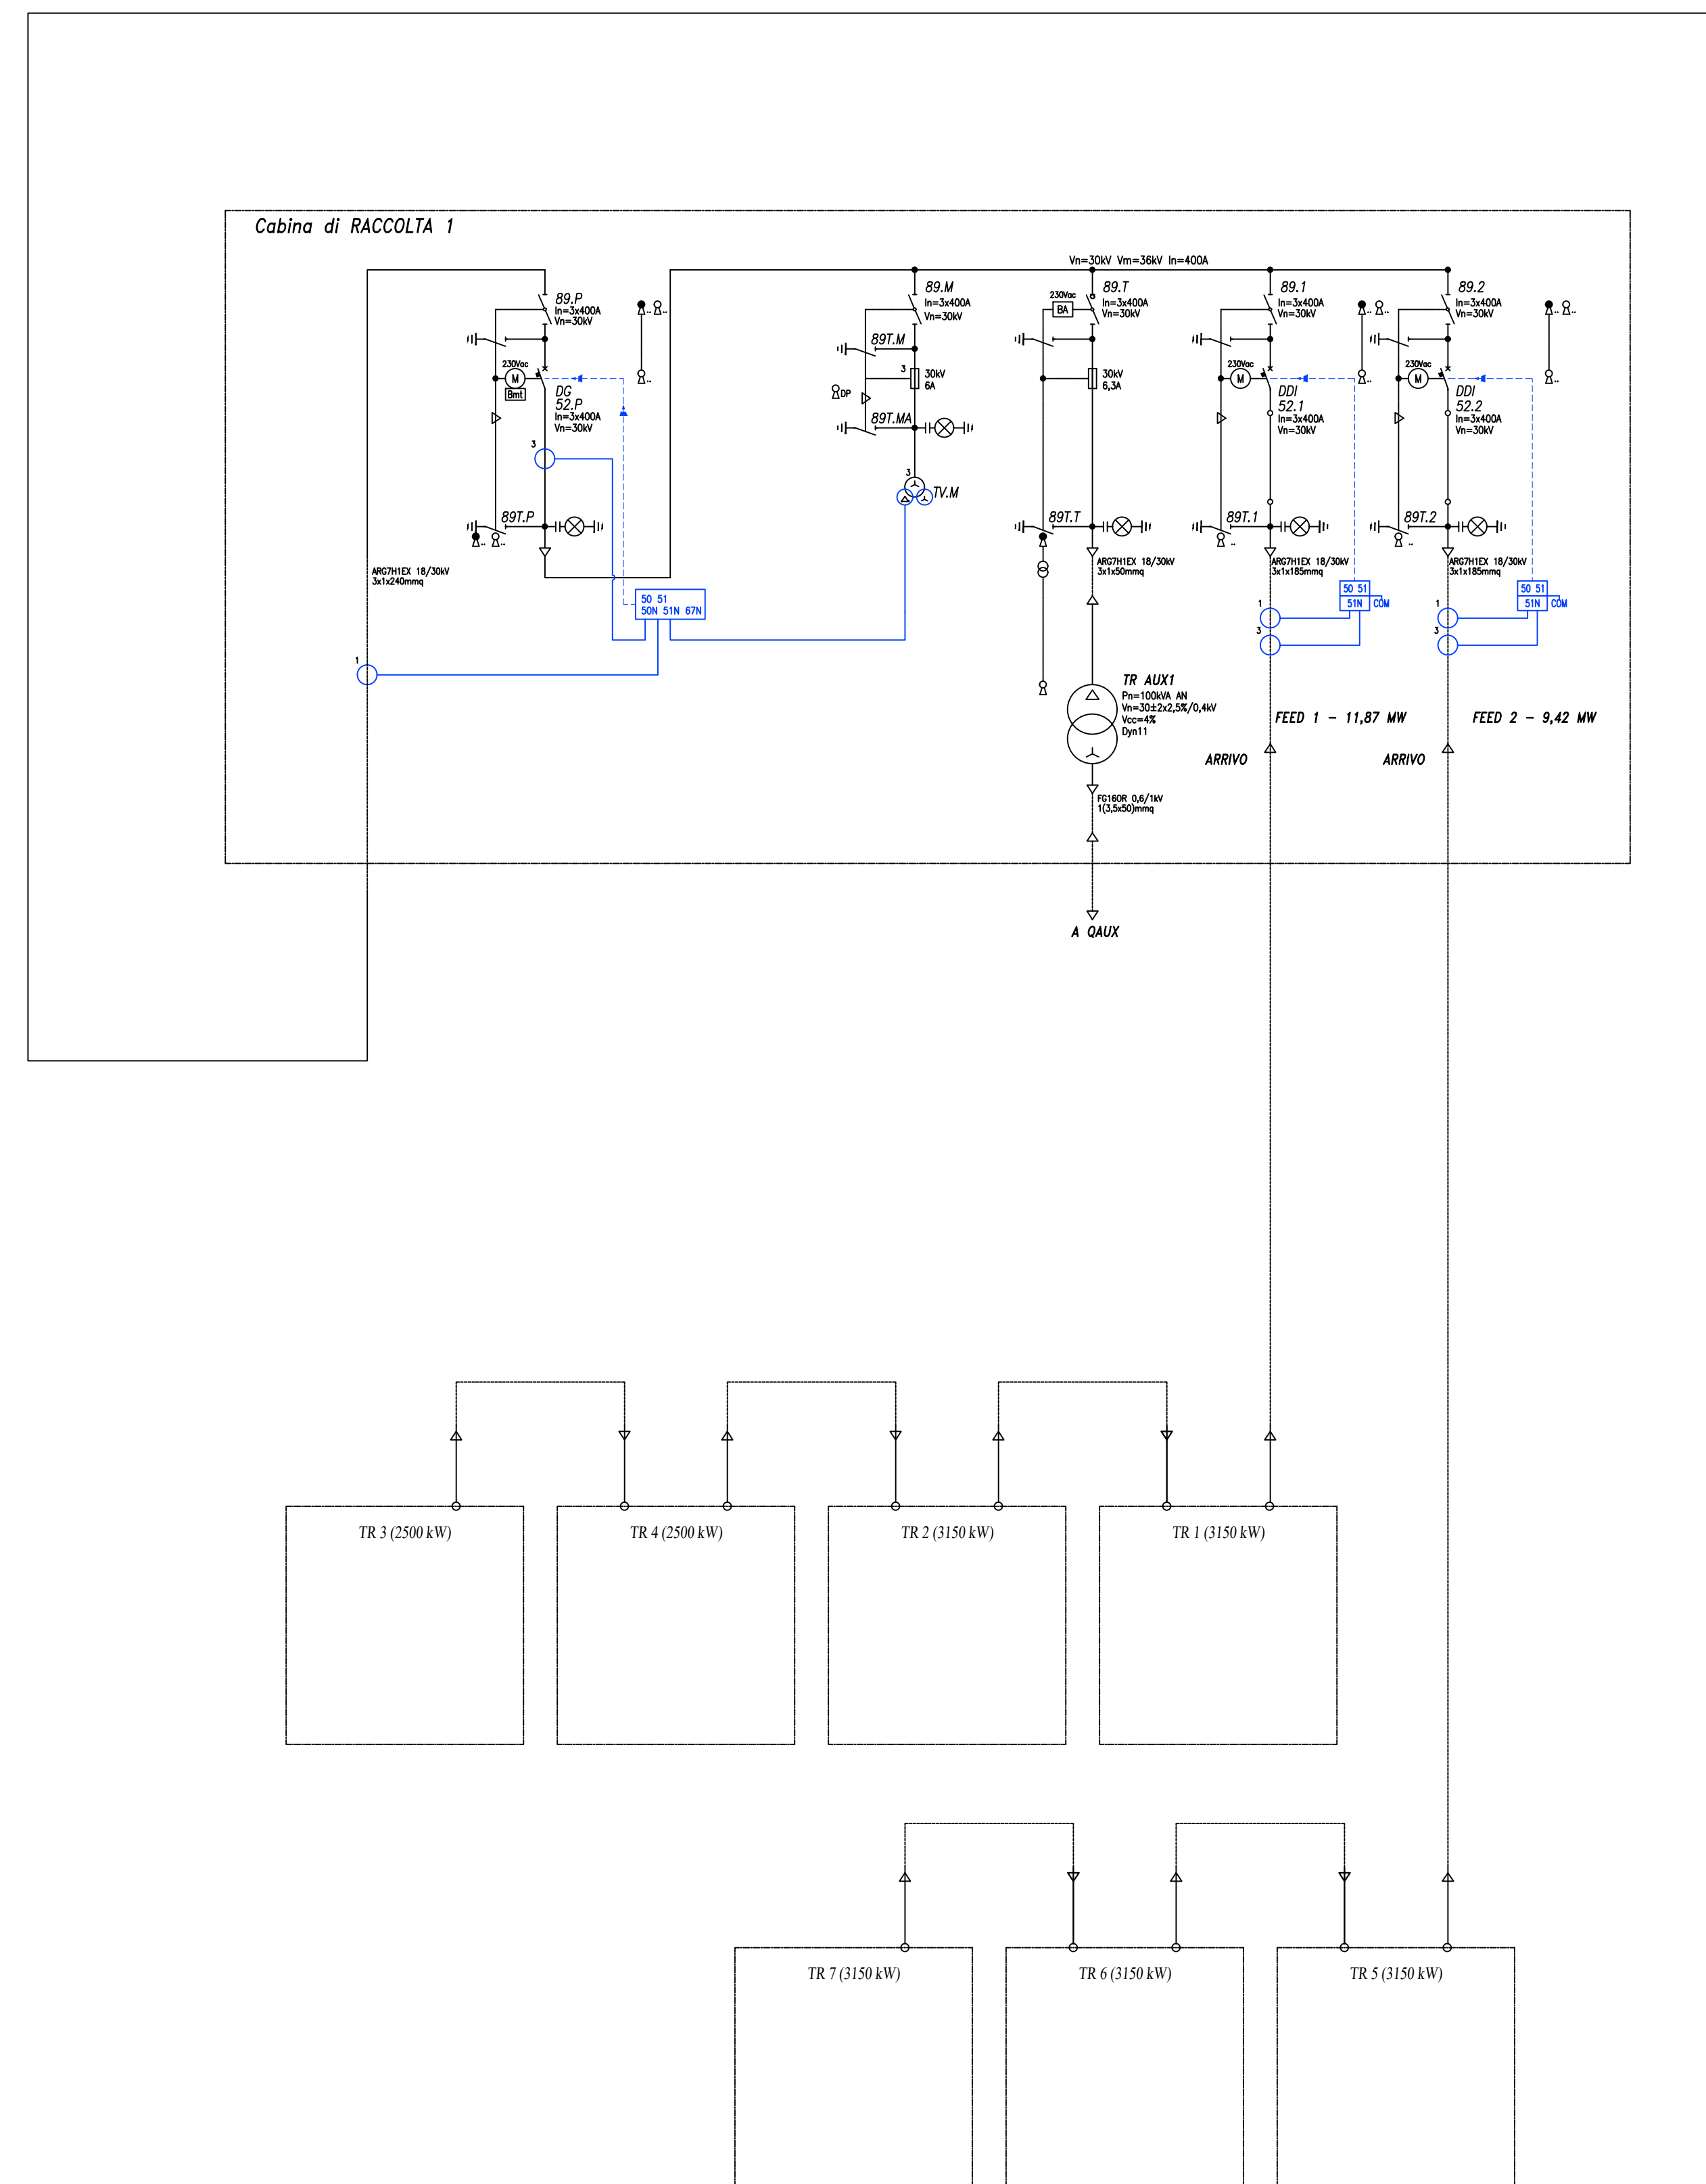 Cabina di RACCOLTA 1
Vn=30kV Vm=36kV In=400A
89.P
In=3x400A
Vn=30kV
230Vac
M
Bmt
DG
52.P
In=3x400A
Vn=30kV
3
89T.P
ARG7H1EX 18/30kV
3x1x240mmq
1
50 51
50N 51N 67N
89.M
In=3x400A
Vn=30kV
89T.M
3
30kV
6A
DP
89T.MA
3
TV.M
89.T
In=3x400A
Vn=30kV
230Vac
BA
30kV
6,3A
89T.T
ARG7H1EX 18/30kV
3x1x50mmq
TR AUX1
Pn=100kVA AN
Vn=30±2x2,5%/0,4kV
Vcc=4%
Dyn11
FG16OR 0,6/1kV
1(3,5x50)mmq
A QAUX
89.1
In=3x400A
Vn=30kV
230Vac
M
DDI
52.1
In=3x400A
Vn=30kV
89T.1
ARG7H1EX 18/30kV
3x1x185mmq
50 51
51N COM
1
3
FEED 1 - 11,87 MW
ARRIVO
89.2
In=3x400A
Vn=30kV
230Vac
M
DDI
52.2
In=3x400A
Vn=30kV
89T.2
ARG7H1EX 18/30kV
3x1x185mmq
50 51
51N COM
1
3
FEED 2 - 9,42 MW
ARRIVO
TR 3 (2500 kW)
TR 4 (2500 kW)
TR 2 (3150 kW)
TR 1 (3150 kW)
TR 7 (3150 kW)
TR 6 (3150 kW)
TR 5 (3150 kW)